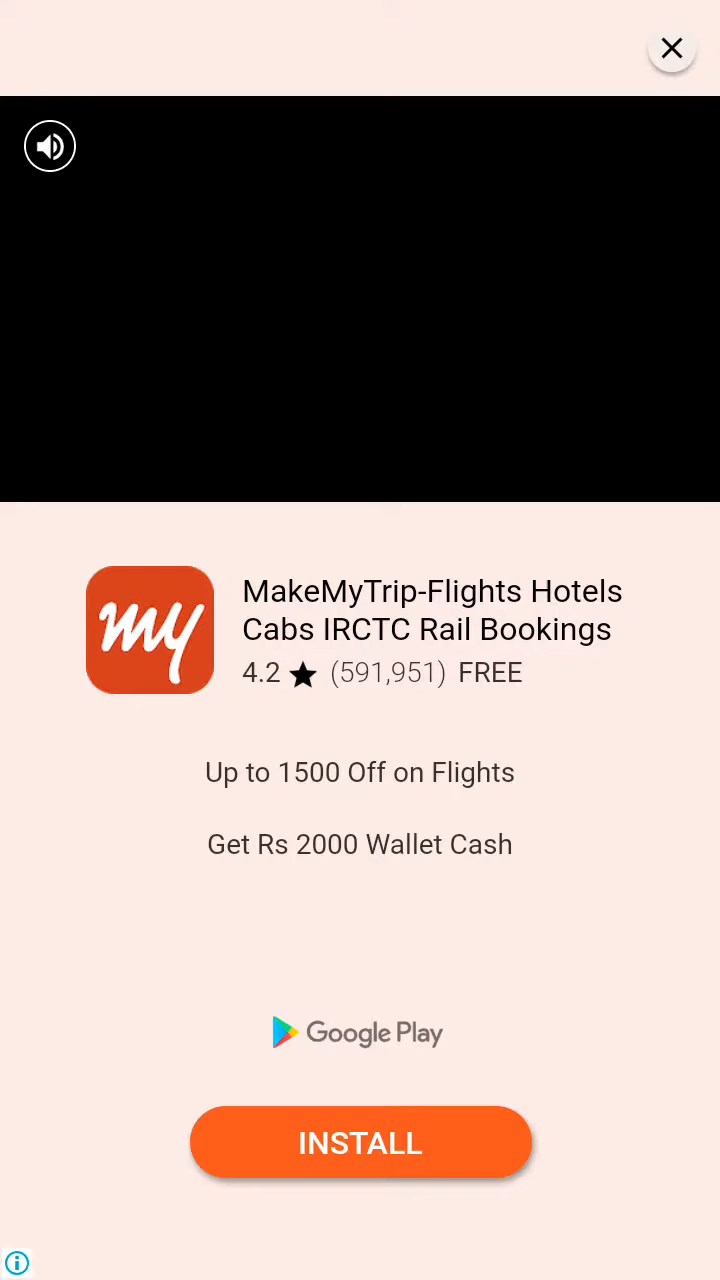 my
MakeMyTrip-Flights Hotels
Cabs IRCTC Rail Bookings
4.2 ★ (591,951) FREE
Up to 1500 Off on Flights
Get Rs 2000 Wallet Cash
Google Play
INSTALL